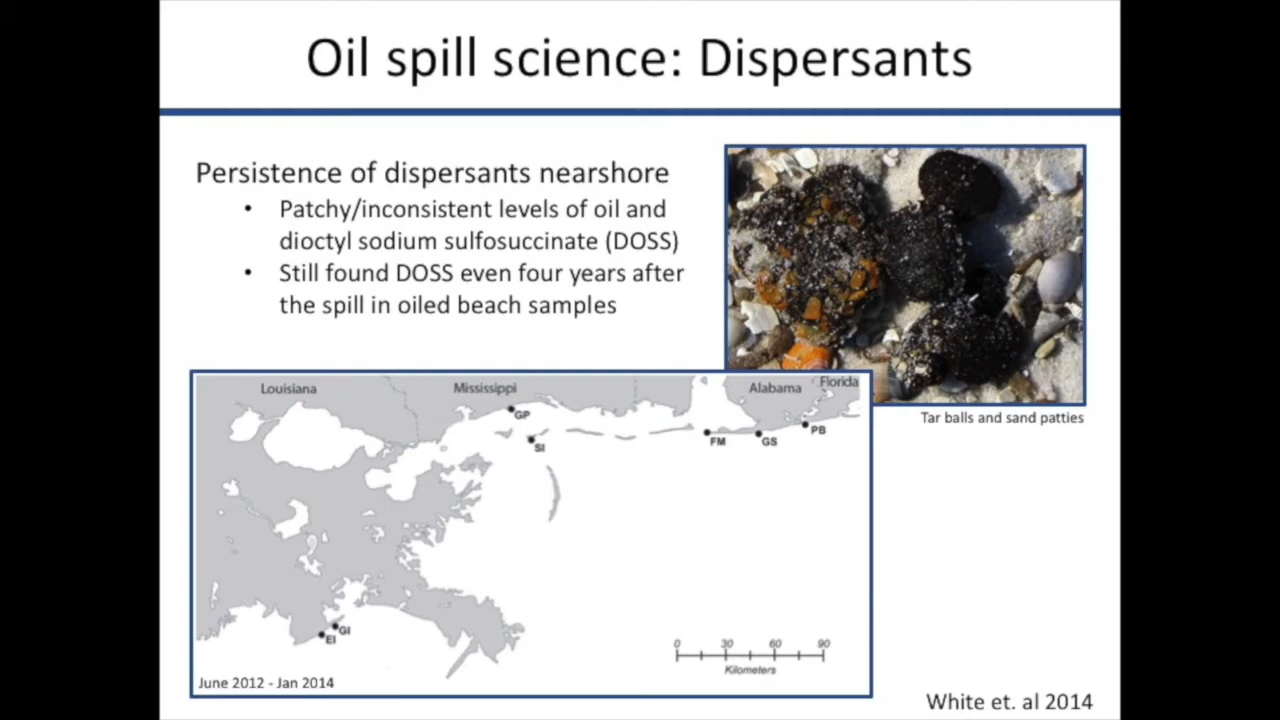 Oil spill science: Dispersants
Persistence of dispersants nearshore
• Patchy/inconsistent levels of oil and
dioctyl sodium sulfosuccinate (DOSS)
• Still found DOSS even four years after
the spill in oiled beach samples
Tar balls and sand patties
Louisiana
Mississippi
Alabama
Florida
GP
SI
FM
GS
PB
GI
EI
0 30 60 90
Kilometers
June 2012 - Jan 2014
White et. al 2014